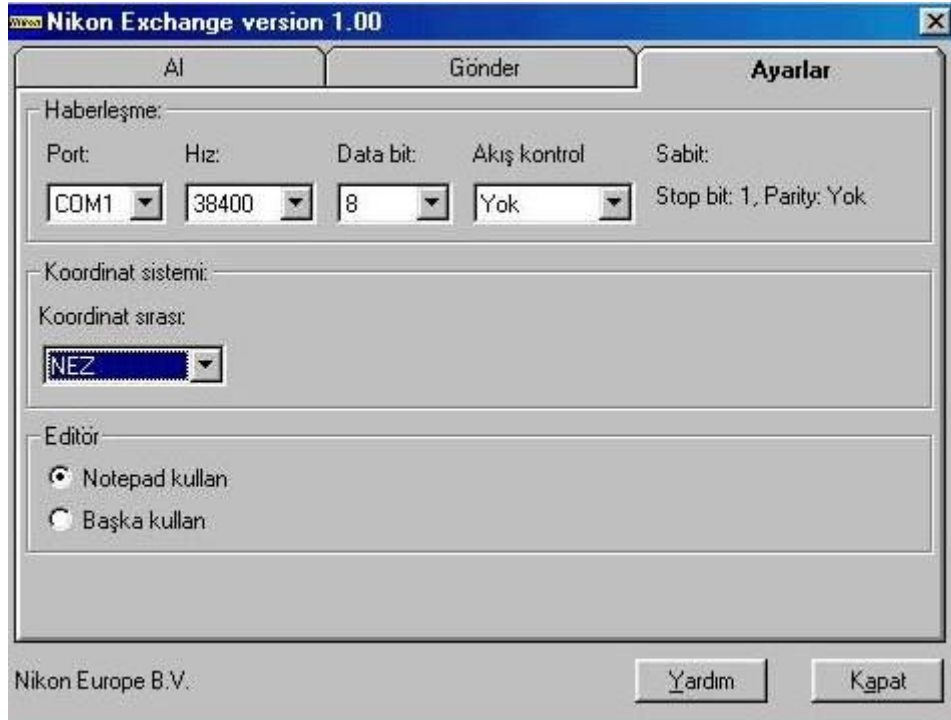 Nikon Nikon Exchange version 1.00
Al Gönder Ayarlar
Haberleşme:
Port: Hız: Data bit: Akış kontrol Sabit:
COM1 38400 8 Yok Stop bit: 1, Parity: Yok
Koordinat sistemi:
Koordinat sırası:
NEZ
Editör
Notepad kullan
Başka kullan
Nikon Europe B.V. Yardım Kapat